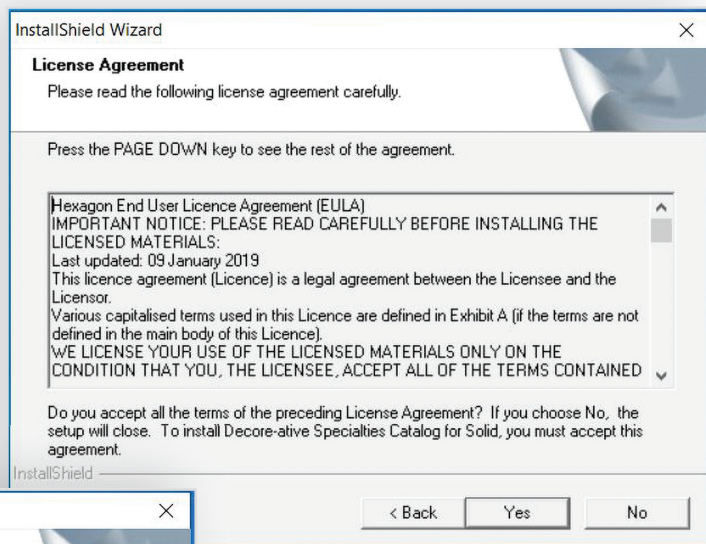 InstallShield Wizard
License Agreement
Please read the following license agreement carefully.
Press the PAGE DOWN key to see the rest of the agreement.
Hexagon End User Licence Agreement (EULA)
IMPORTANT NOTICE: PLEASE READ CAREFULLY BEFORE INSTALLING THE
LICENSED MATERIALS:
Last updated: 09 January 2019
This licence agreement (Licence) is a legal agreement between the Licensee and the
Licensor.
Various capitalised terms used in this Licence are defined in Exhibit A (if the terms are not
defined in the main body of this Licence).
WE LICENSE YOUR USE OF THE LICENSED MATERIALS ONLY ON THE
CONDITION THAT YOU, THE LICENSEE, ACCEPT ALL OF THE TERMS CONTAINED
Do you accept all the terms of the preceding License Agreement? If you choose No, the
setup will close. To install Decore-ative Specialties Catalog for Solid, you must accept this
agreement.
InstallShield
< Back Yes No